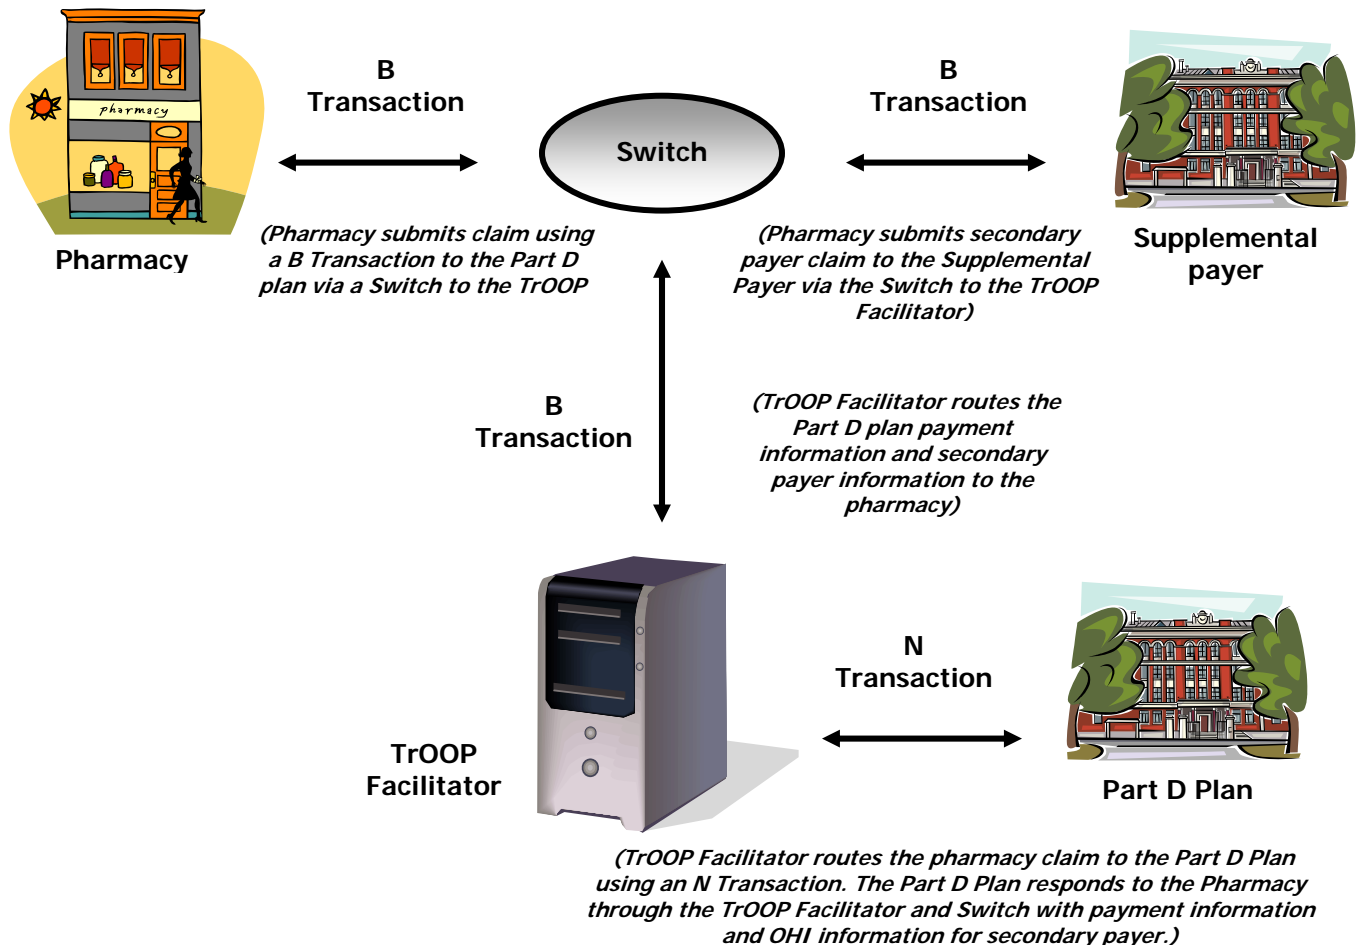 B
Transaction
B
Transaction
pharmacy
Switch
Pharmacy
(Pharmacy submits claim using
a B Transaction to the Part D
plan via a Switch to the TrOOP
(Pharmacy submits secondary
payer claim to the Supplemental
Payer via the Switch to the TrOOP
Facilitator)
Supplemental
payer
B
Transaction
(TrOOP Facilitator routes the
Part D plan payment
information and secondary
payer information to the
pharmacy)
N
Transaction
TrOOP
Facilitator
Part D Plan
(TrOOP Facilitator routes the pharmacy claim to the Part D Plan
using an N Transaction. The Part D Plan responds to the Pharmacy
through the TrOOP Facilitator and Switch with payment information
and OHI information for secondary payer.)